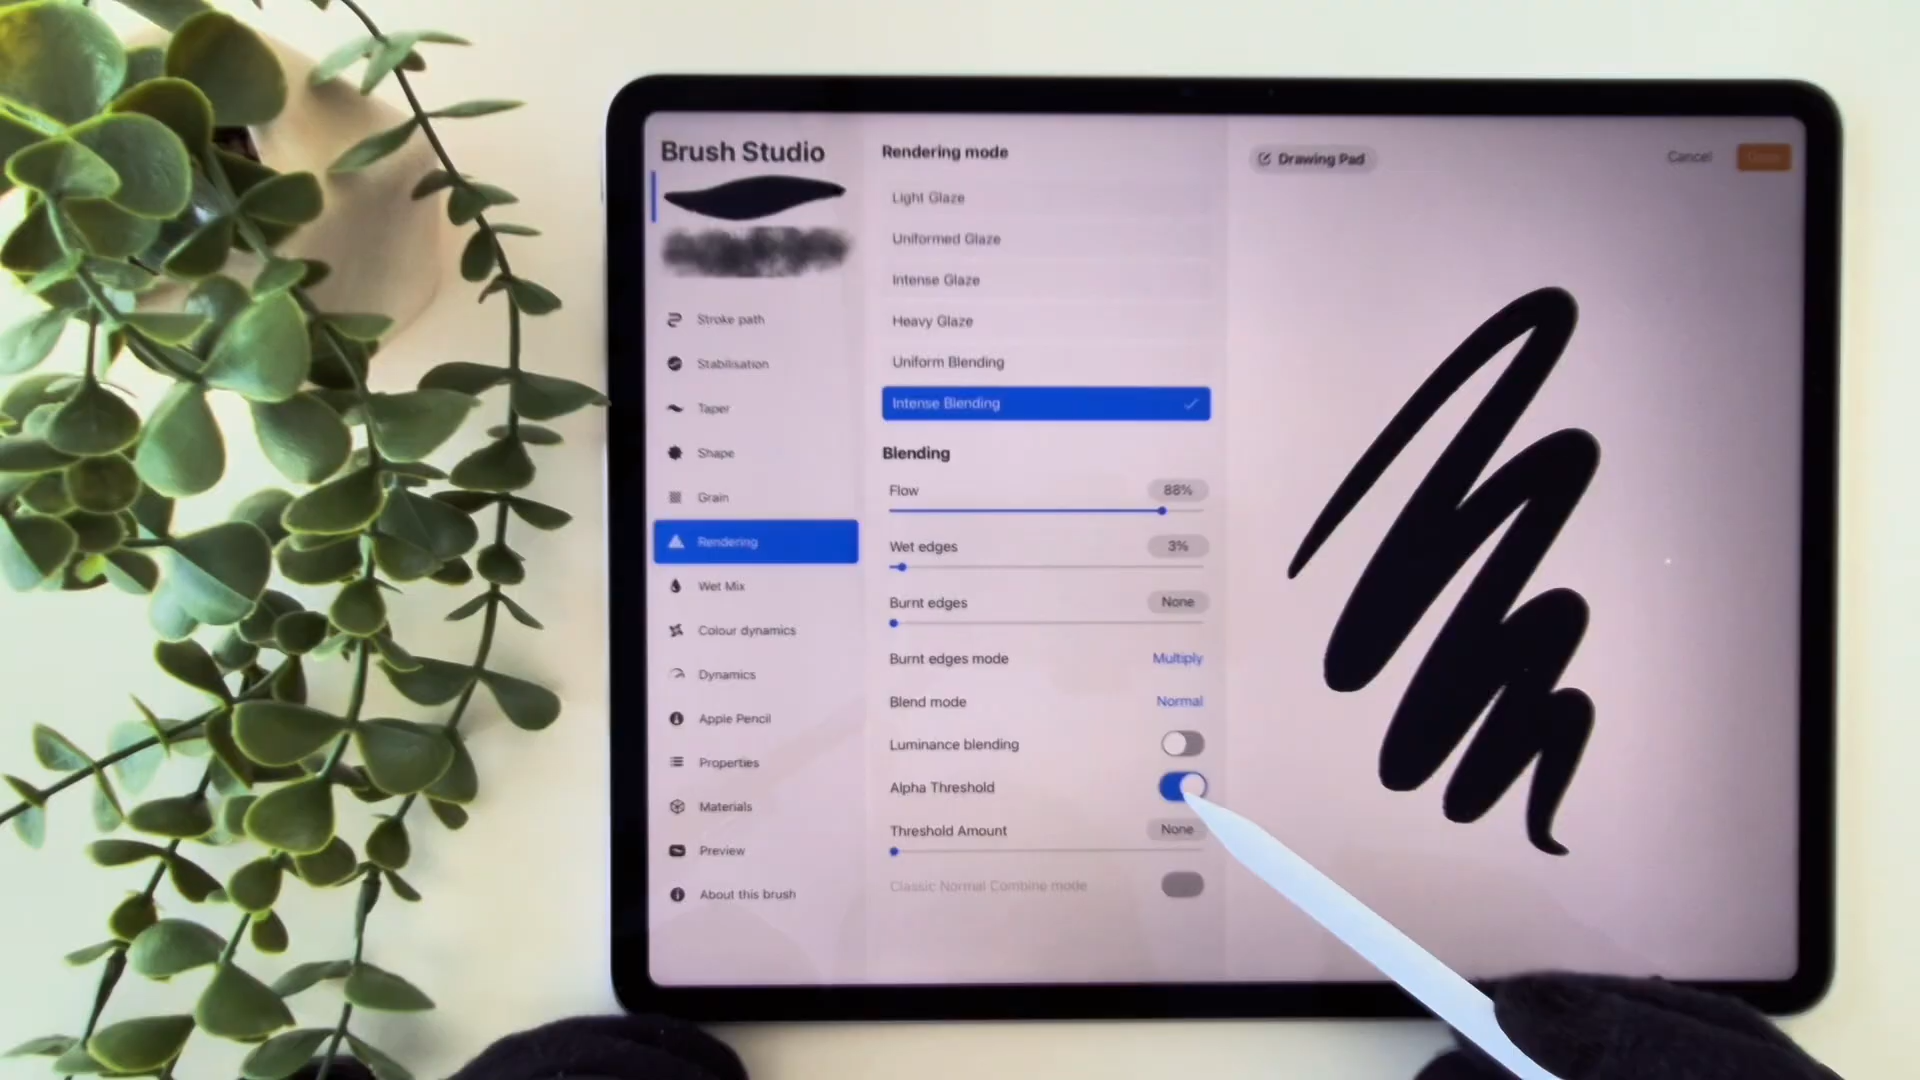 Brush Studio
Stroke path
Stabilisation
Taper
Shape
Grain
Rendering
Wet Mix
Colour dynamics
Dynamics
Apple Pencil
Properties
Materials
Preview
About this brush
Rendering mode
Light Glaze
Uniformed Glaze
Intense Glaze
Heavy Glaze
Uniform Blending
Intense Blending
Blending
Flow 88%
Wet edges 3%
Burnt edges None
Burnt edges mode Multiply
Blend mode Normal
Luminance blending
Alpha Threshold
Threshold Amount None
Classic Normal Combine mode
Drawing Pad
Cancel